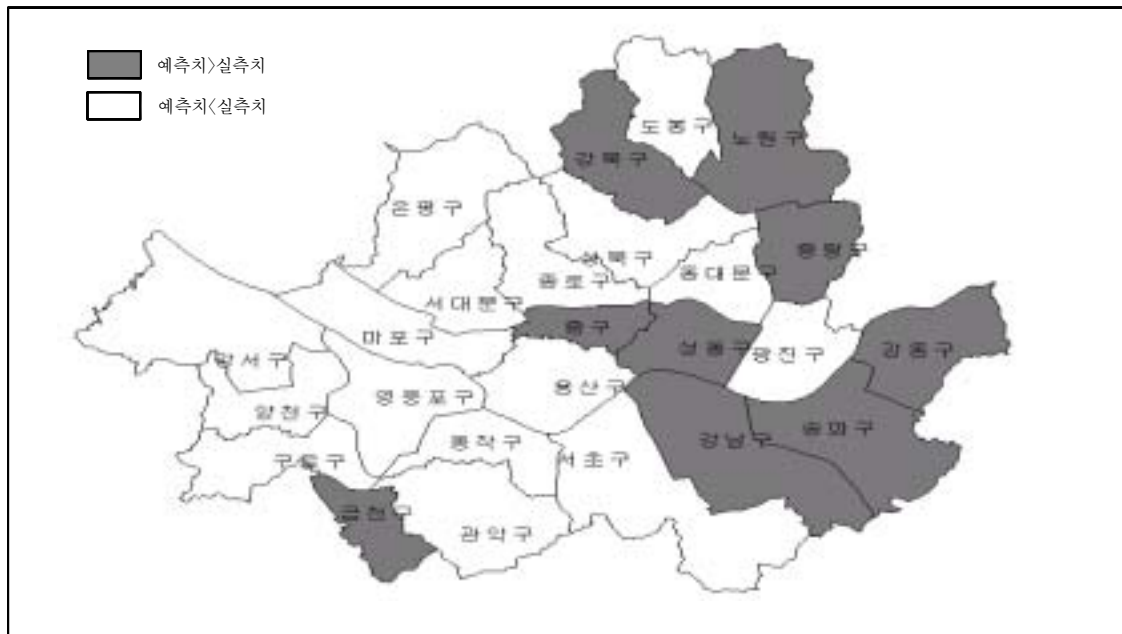 예측치>실측치
예측치<실측치
도봉구
노원구
강북구
은평구
성북구
중랑구
동대문구
종로구
서대문구
중구
마포구
성동구
광진구
강동구
강서구
용산구
영등포구
양천구
동작구
강남구
송파구
서초구
구로구
금천구
관악구